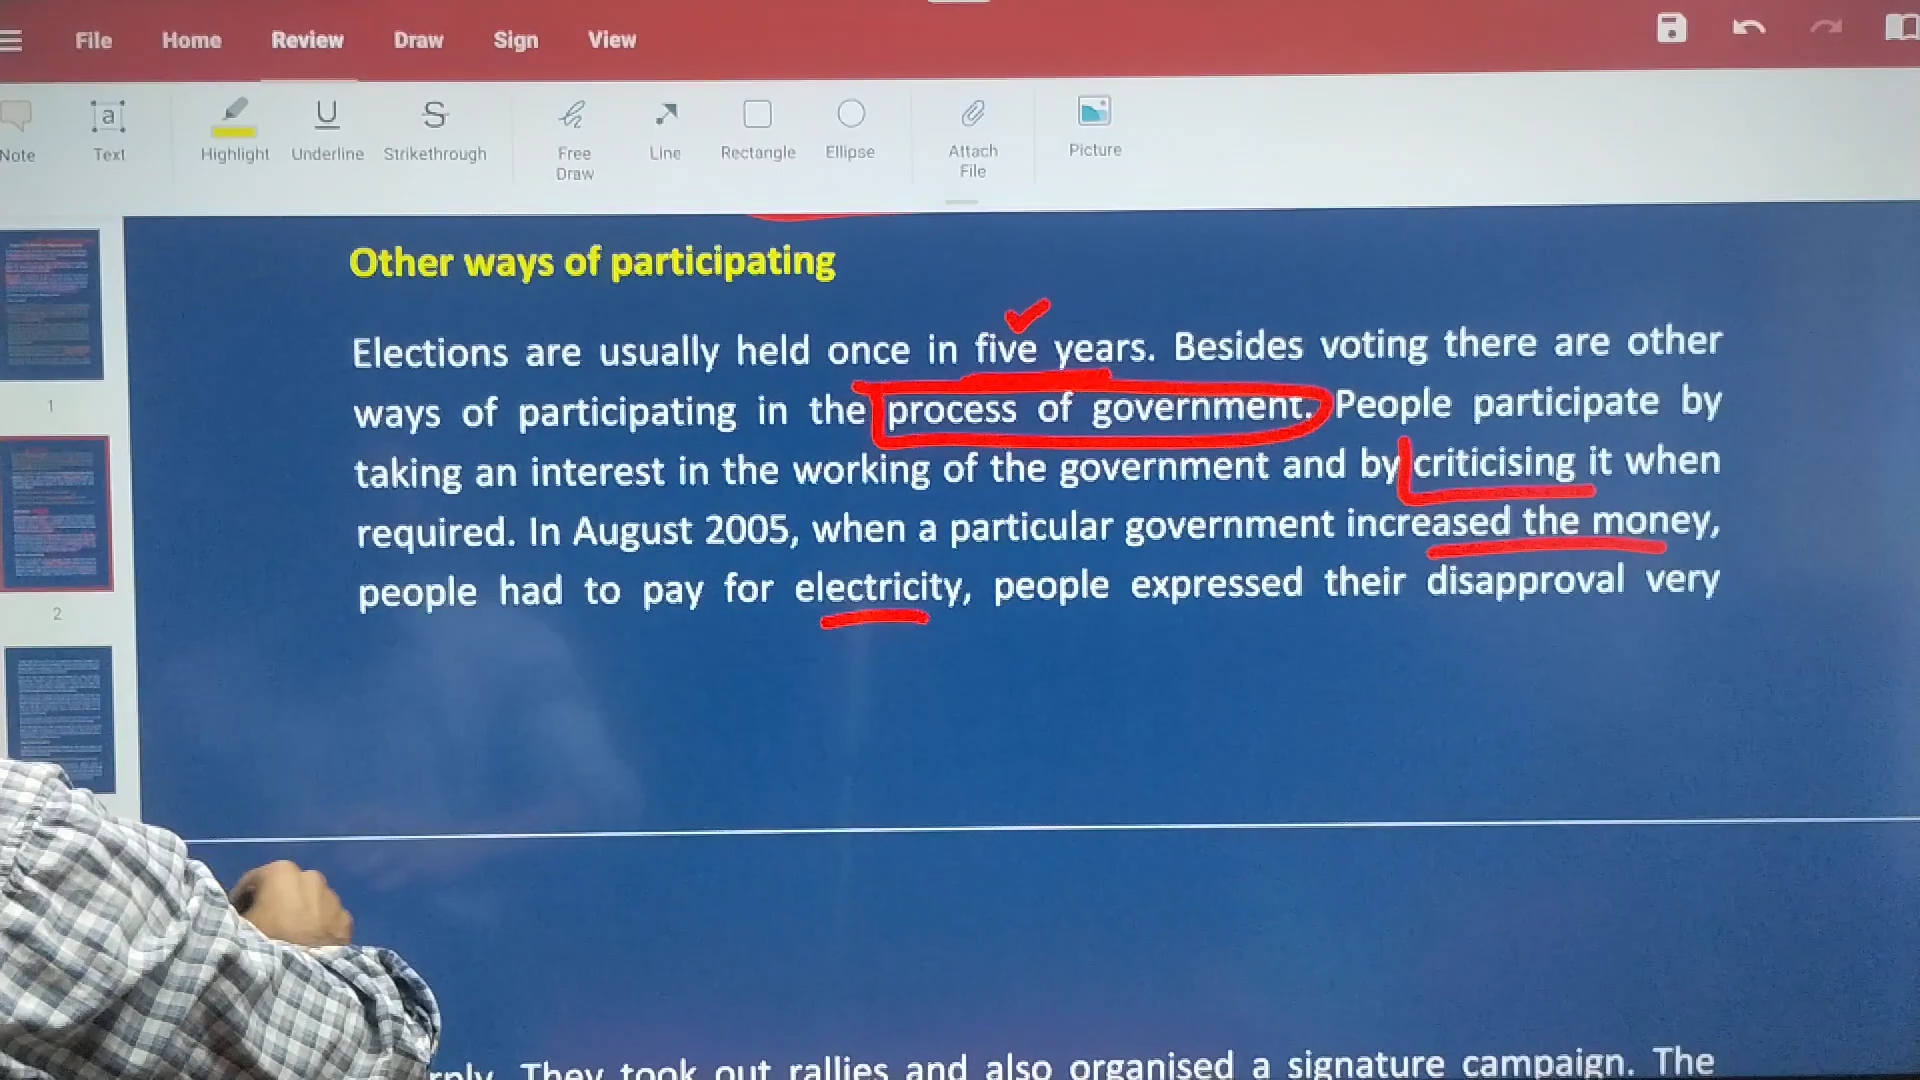 File Home Review Draw Sign View
Note Text Highlight Underline Strikethrough Free Draw Line Rectangle Ellipse Attach File Picture
Other ways of participating
Elections are usually held once in five years. Besides voting there are other
ways of participating in the process of government. People participate by
taking an interest in the working of the government and by criticising it when
required. In August 2005, when a particular government increased the money,
people had to pay for electricity, people expressed their disapproval very
1
2
They took out rallies and also organised a signature campaign. The